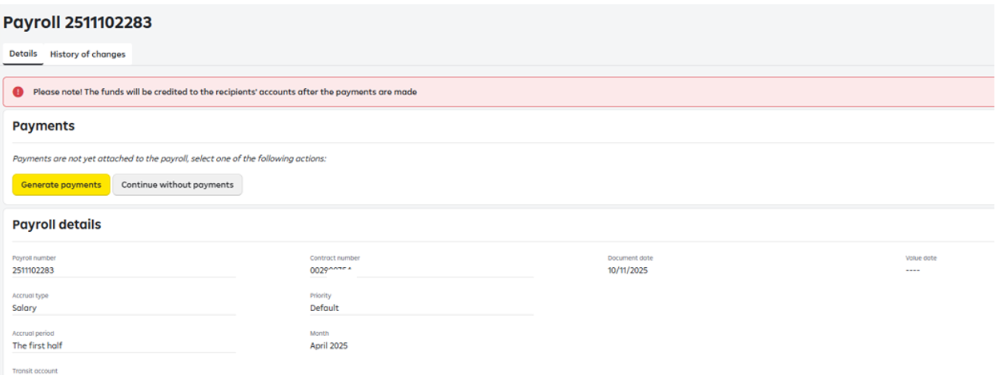 Payroll 2511102283
Details History of changes
Please note! The funds will be credited to the recipients' accounts after the payments are made
Payments
Payments are not yet attached to the payroll, select one of the following actions:
Generate payments Continue without payments
Payroll details
Payroll number Contract number Document date Value date
2511102283 0029 10/11/2025 ----
Accrual type Priority
Salary Default
Accrual period Month
The first half April 2025
Transit account